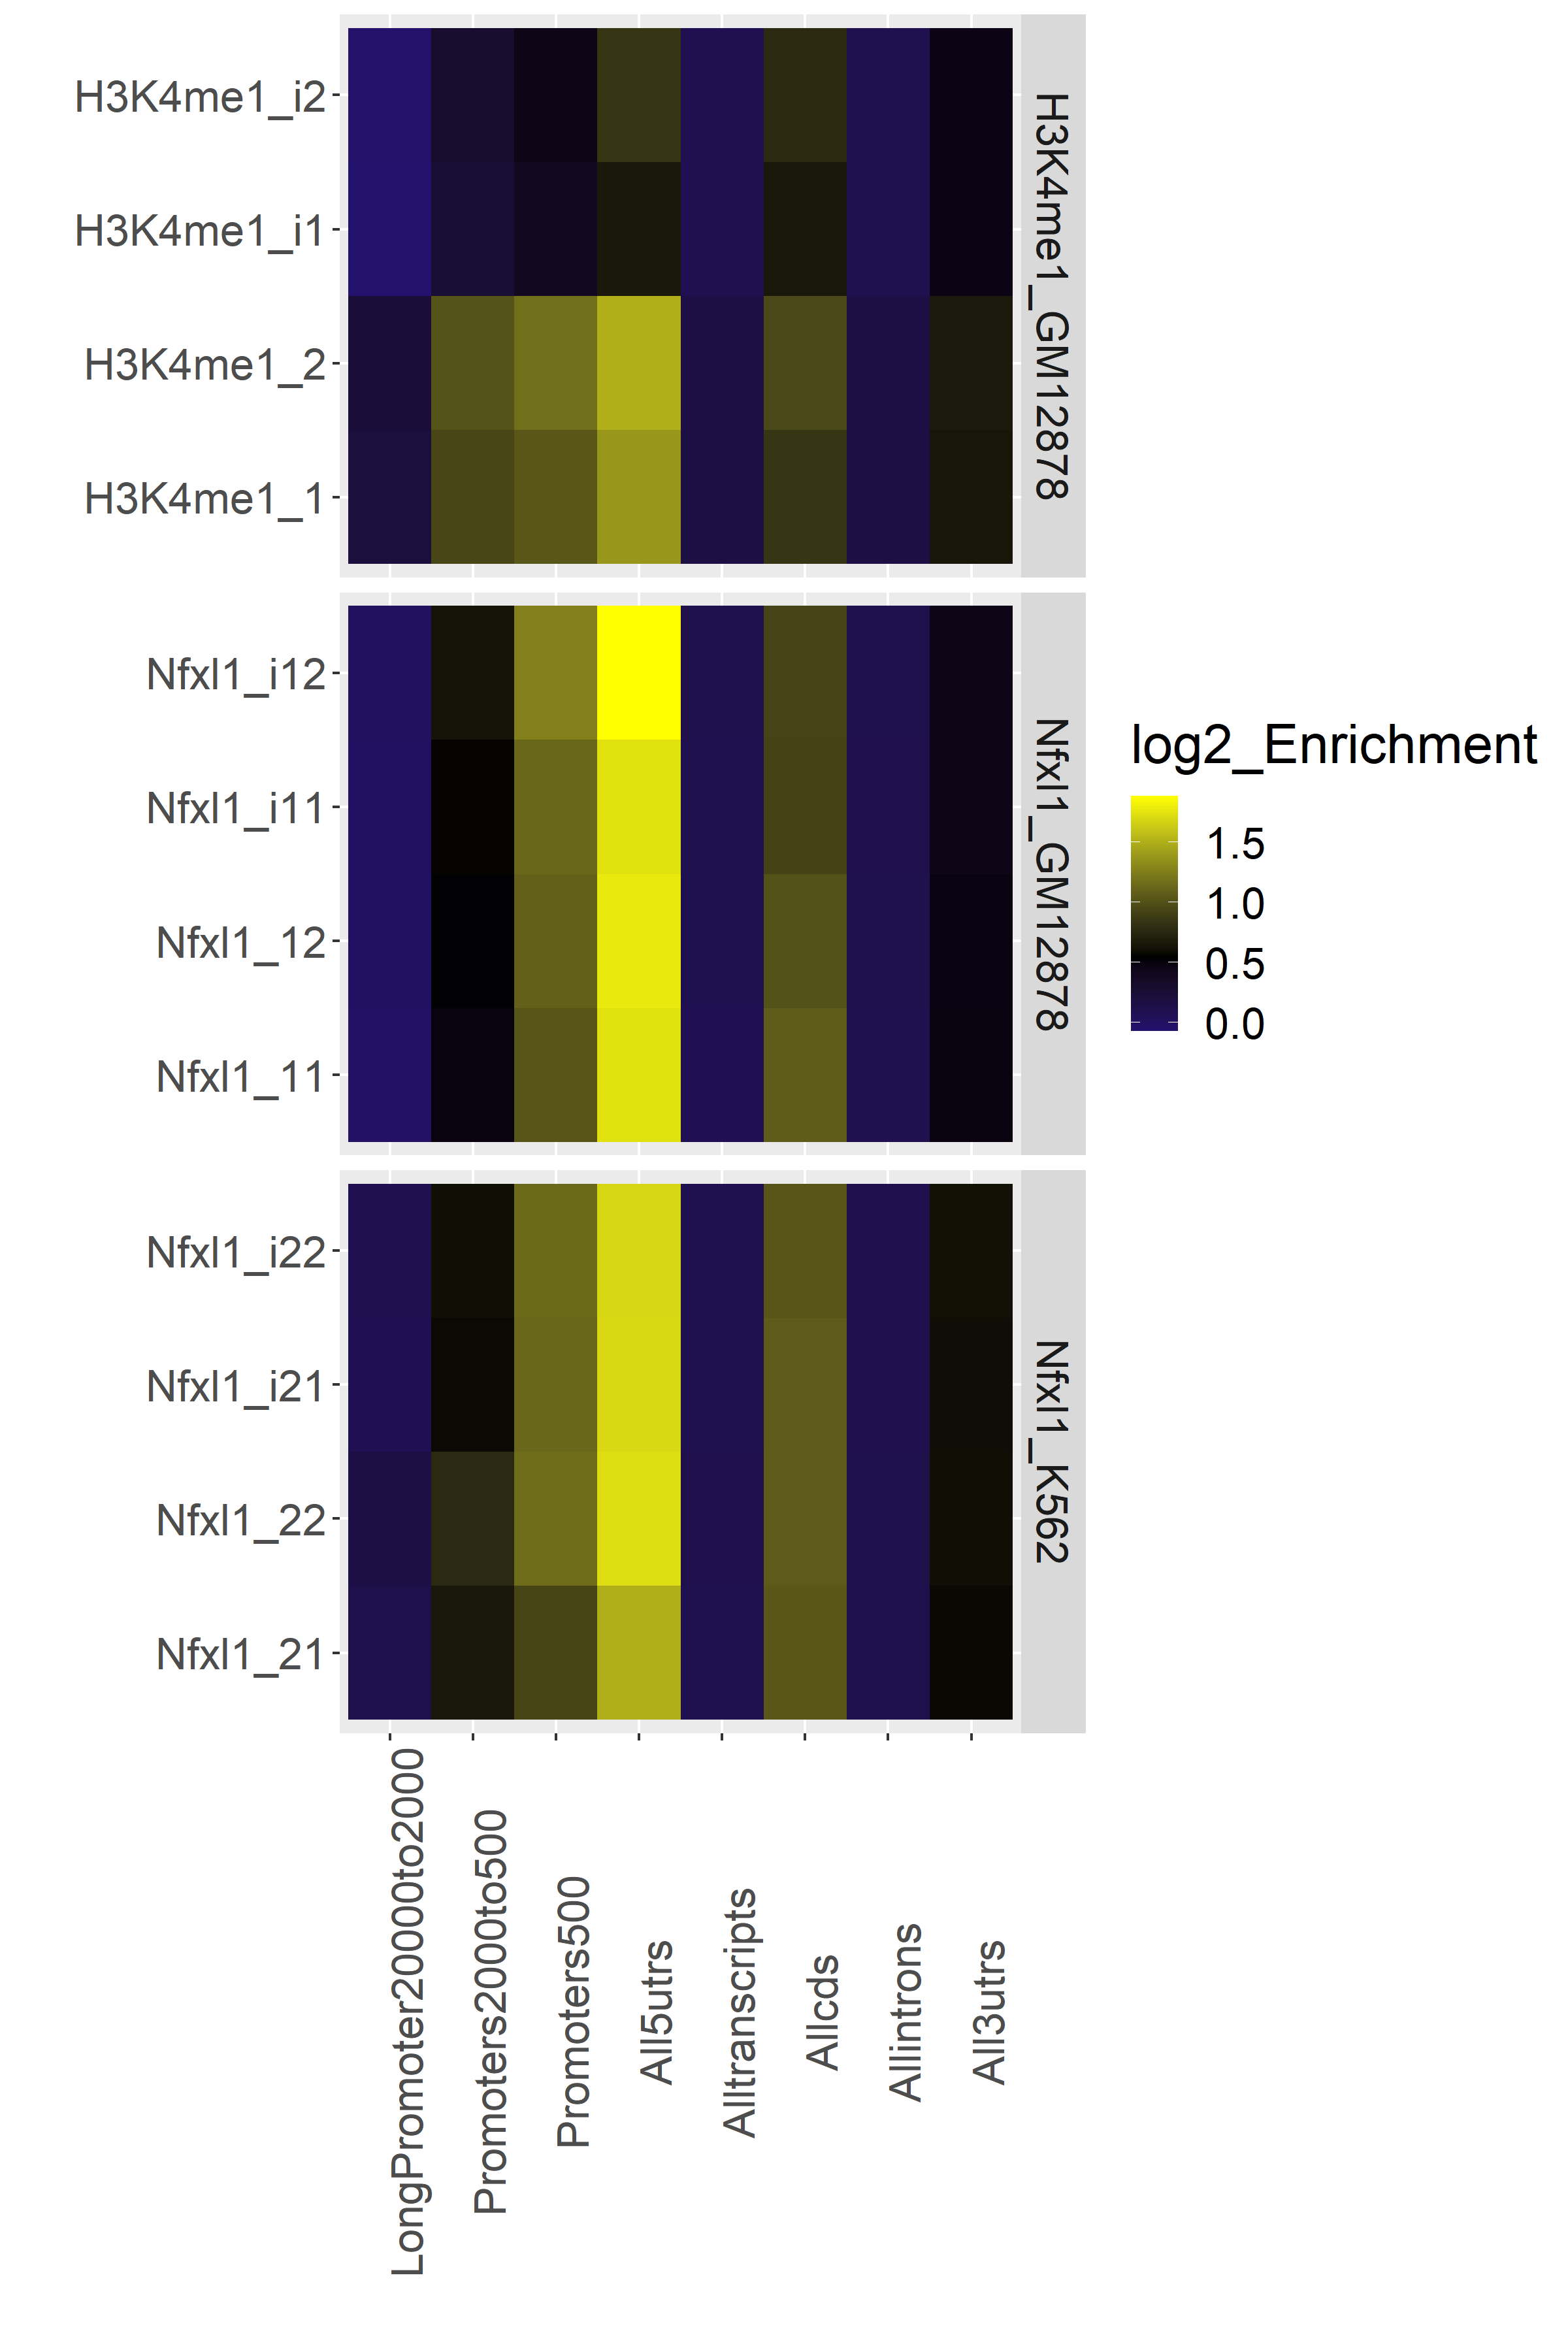 H3K4me1_i2
H3K4me1_i1
H3K4me1_2
H3K4me1_1
H3K4me1_GM12878
Nfxl1_i12
Nfxl1_i11
Nfxl1_12
Nfxl1_11
Nfxl1_GM12878
Nfxl1_i22
Nfxl1_i21
Nfxl1_22
Nfxl1_21
Nfxl1_K562
LongPromoter20000to2000
Promoters2000to500
Promoters500
All5utrs
Alltranscripts
Allcds
Allintrons
All3utrs
log2_Enrichment
1.5
1.0
0.5
0.0